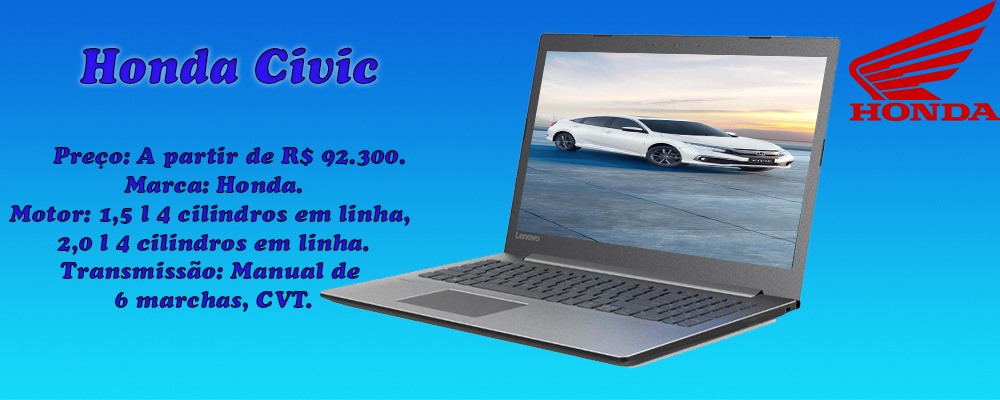 Honda Civic
HONDA
Preço: A partir de R$ 92.300.
Marca: Honda.
Motor: 1,5 l 4 cilindros em linha,
2,0 l 4 cilindros em linha.
Transmissão: Manual de
6 marchas, CVT.
Lenovo